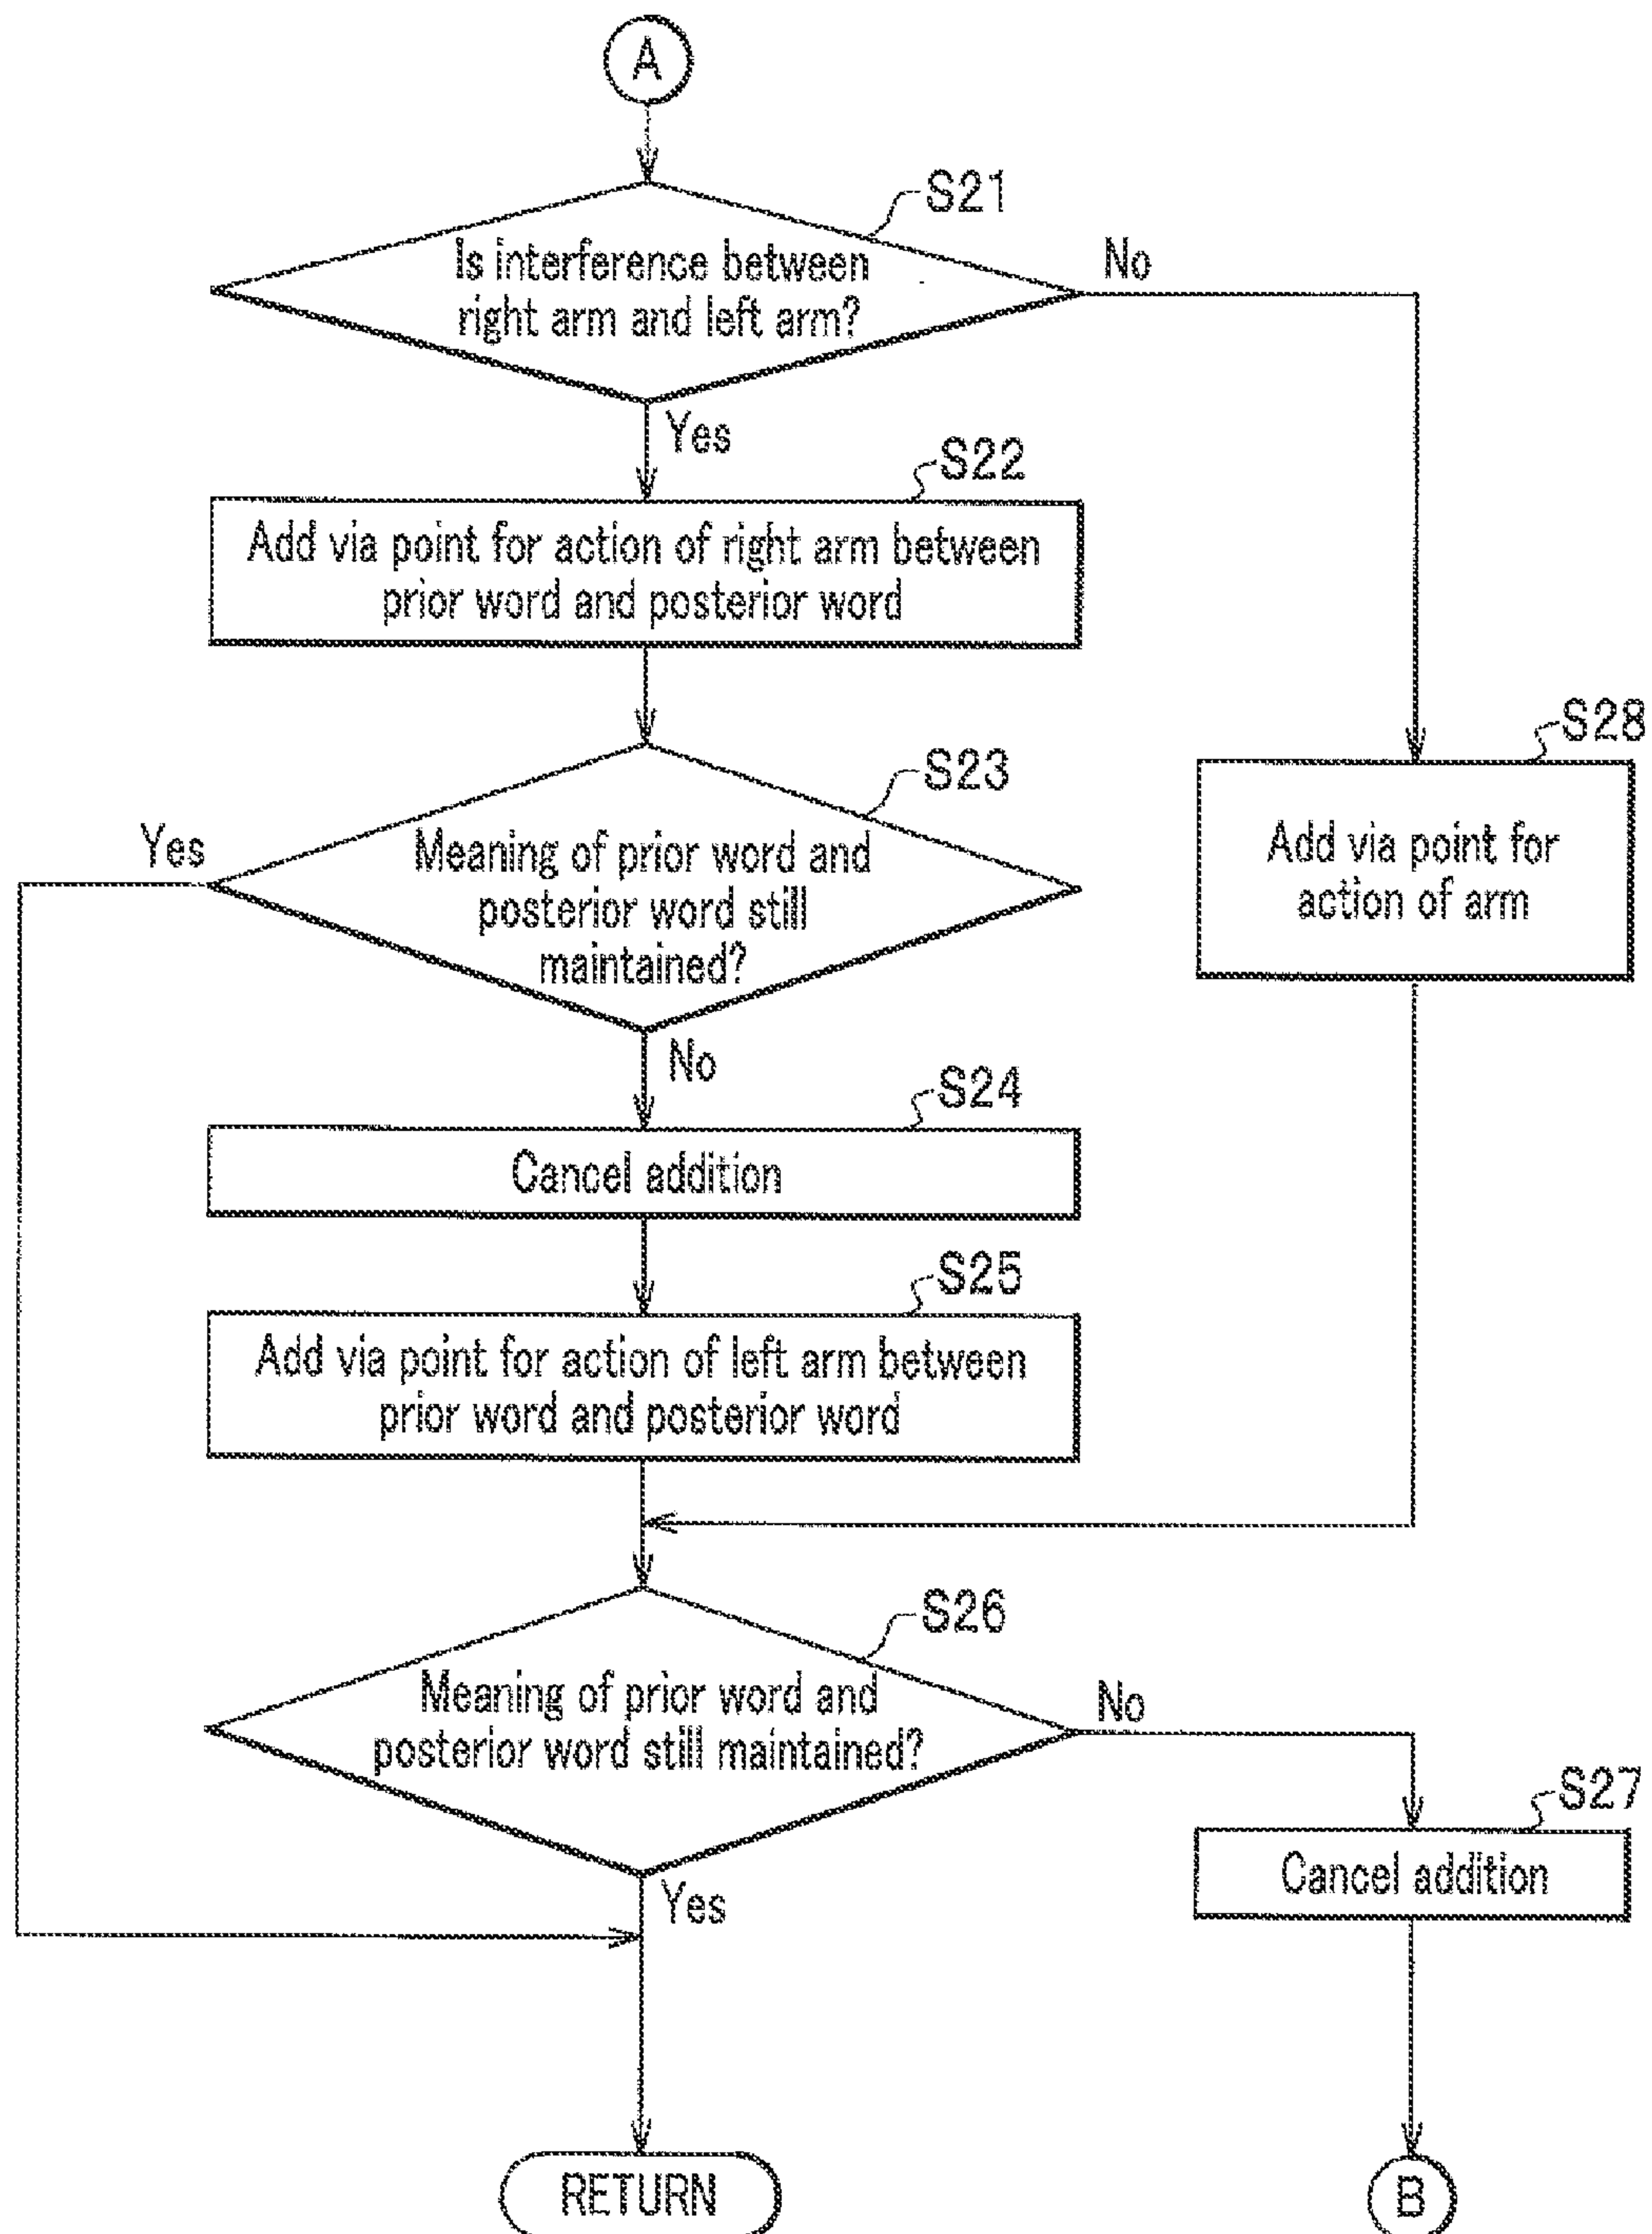 A
S21
Is interference between
right arm and left arm?
No
Yes
S22
Add via point for action of right arm between
prior word and posterior word
S23
Yes
Meaning of prior word and
posterior word still
maintained?
S28
Add via point for
action of arm
No
S24
Cancel addition
S25
Add via point for action of left arm between
prior word and posterior word
S26
Meaning of prior word and
posterior word still maintained?
No
S27
Cancel addition
Yes
RETURN
B